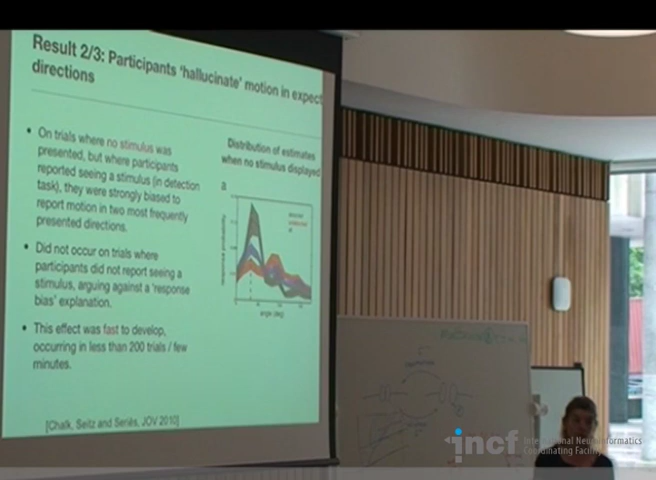 Result 2/3: Participants 'hallucinate' motion in expect
directions
• On trials where no stimulus was
presented, but where participants
reported seeing a stimulus (in detection
task), they were strongly biased to
report motion in two most frequently
presented directions.
• Did not occur on trials where
participants did not report seeing a
stimulus, arguing against a 'response
bias' explanation.
• This effect was fast to develop,
occurring in less than 200 trials / few
minutes.
[Chalk, Seitz and Seriès, JOV 2010]
Distribution of estimates
when no stimulus displayed
a
angle (deg)
incf
International Neuroinformatics
Coordinating Facility